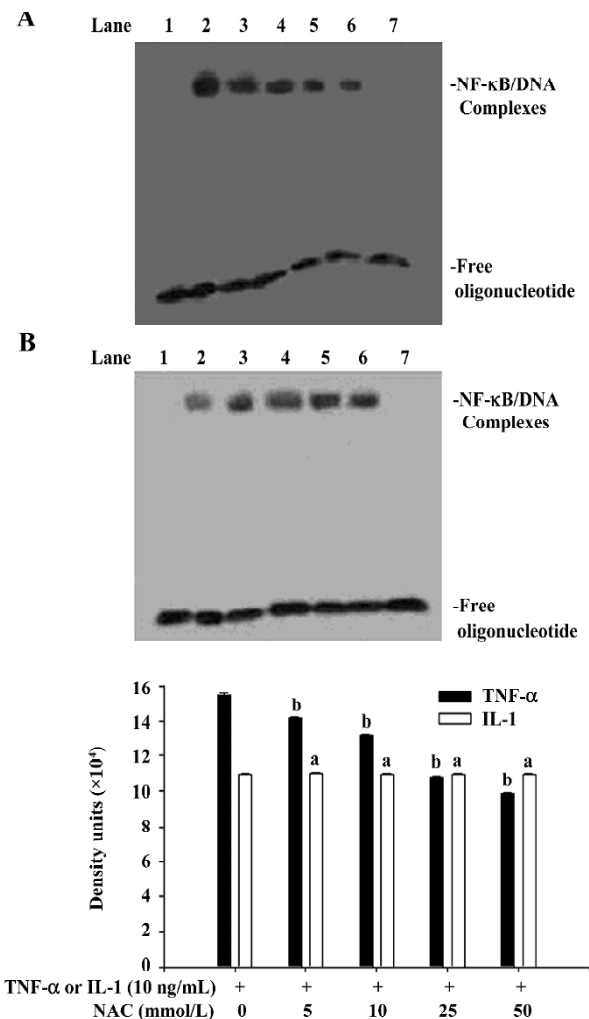 A
Lane 1 2 3 4 5 6 7
-NF-κB/DNA
Complexes
-Free
oligonucleotide
B
Lane 1 2 3 4 5 6 7
-NF-κB/DNA
Complexes
-Free
oligonucleotide
16
14
12
10
8
6
4
2
0
Density units (×10⁴)
TNF-α
IL-1
b
a
b
a
b
a
b
a
TNF-α or IL-1 (10 ng/mL) + + + + +
NAC (mmol/L) 0 5 10 25 50